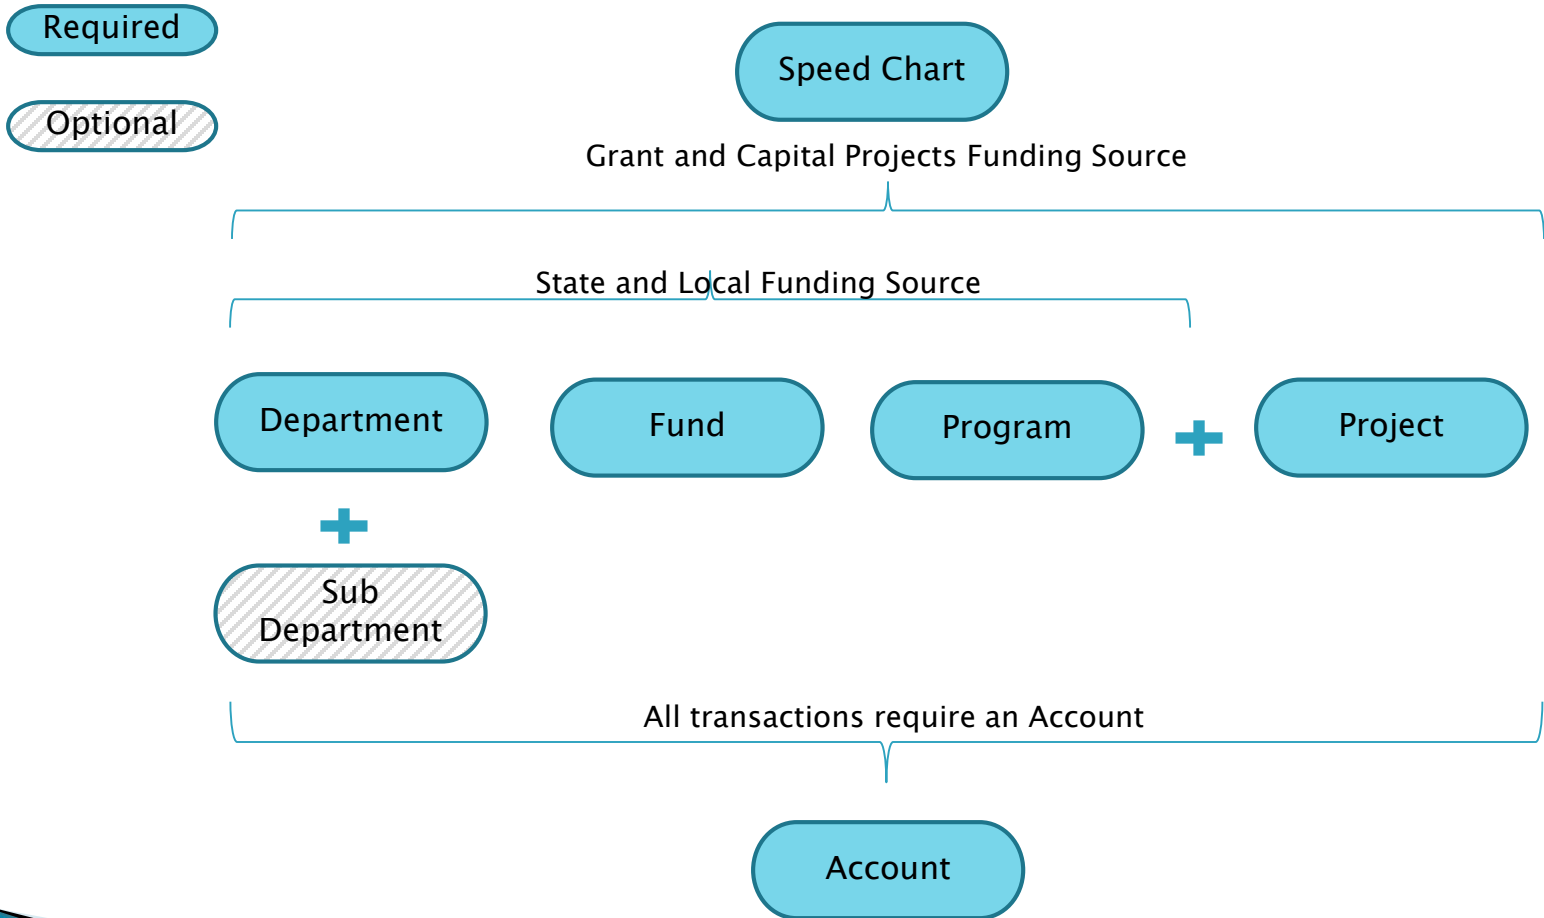 Required
Speed Chart
Optional
Grant and Capital Projects Funding Source
State and Local Funding Source
Department
Fund
Program
Project
Sub
Department
All transactions require an Account
Account